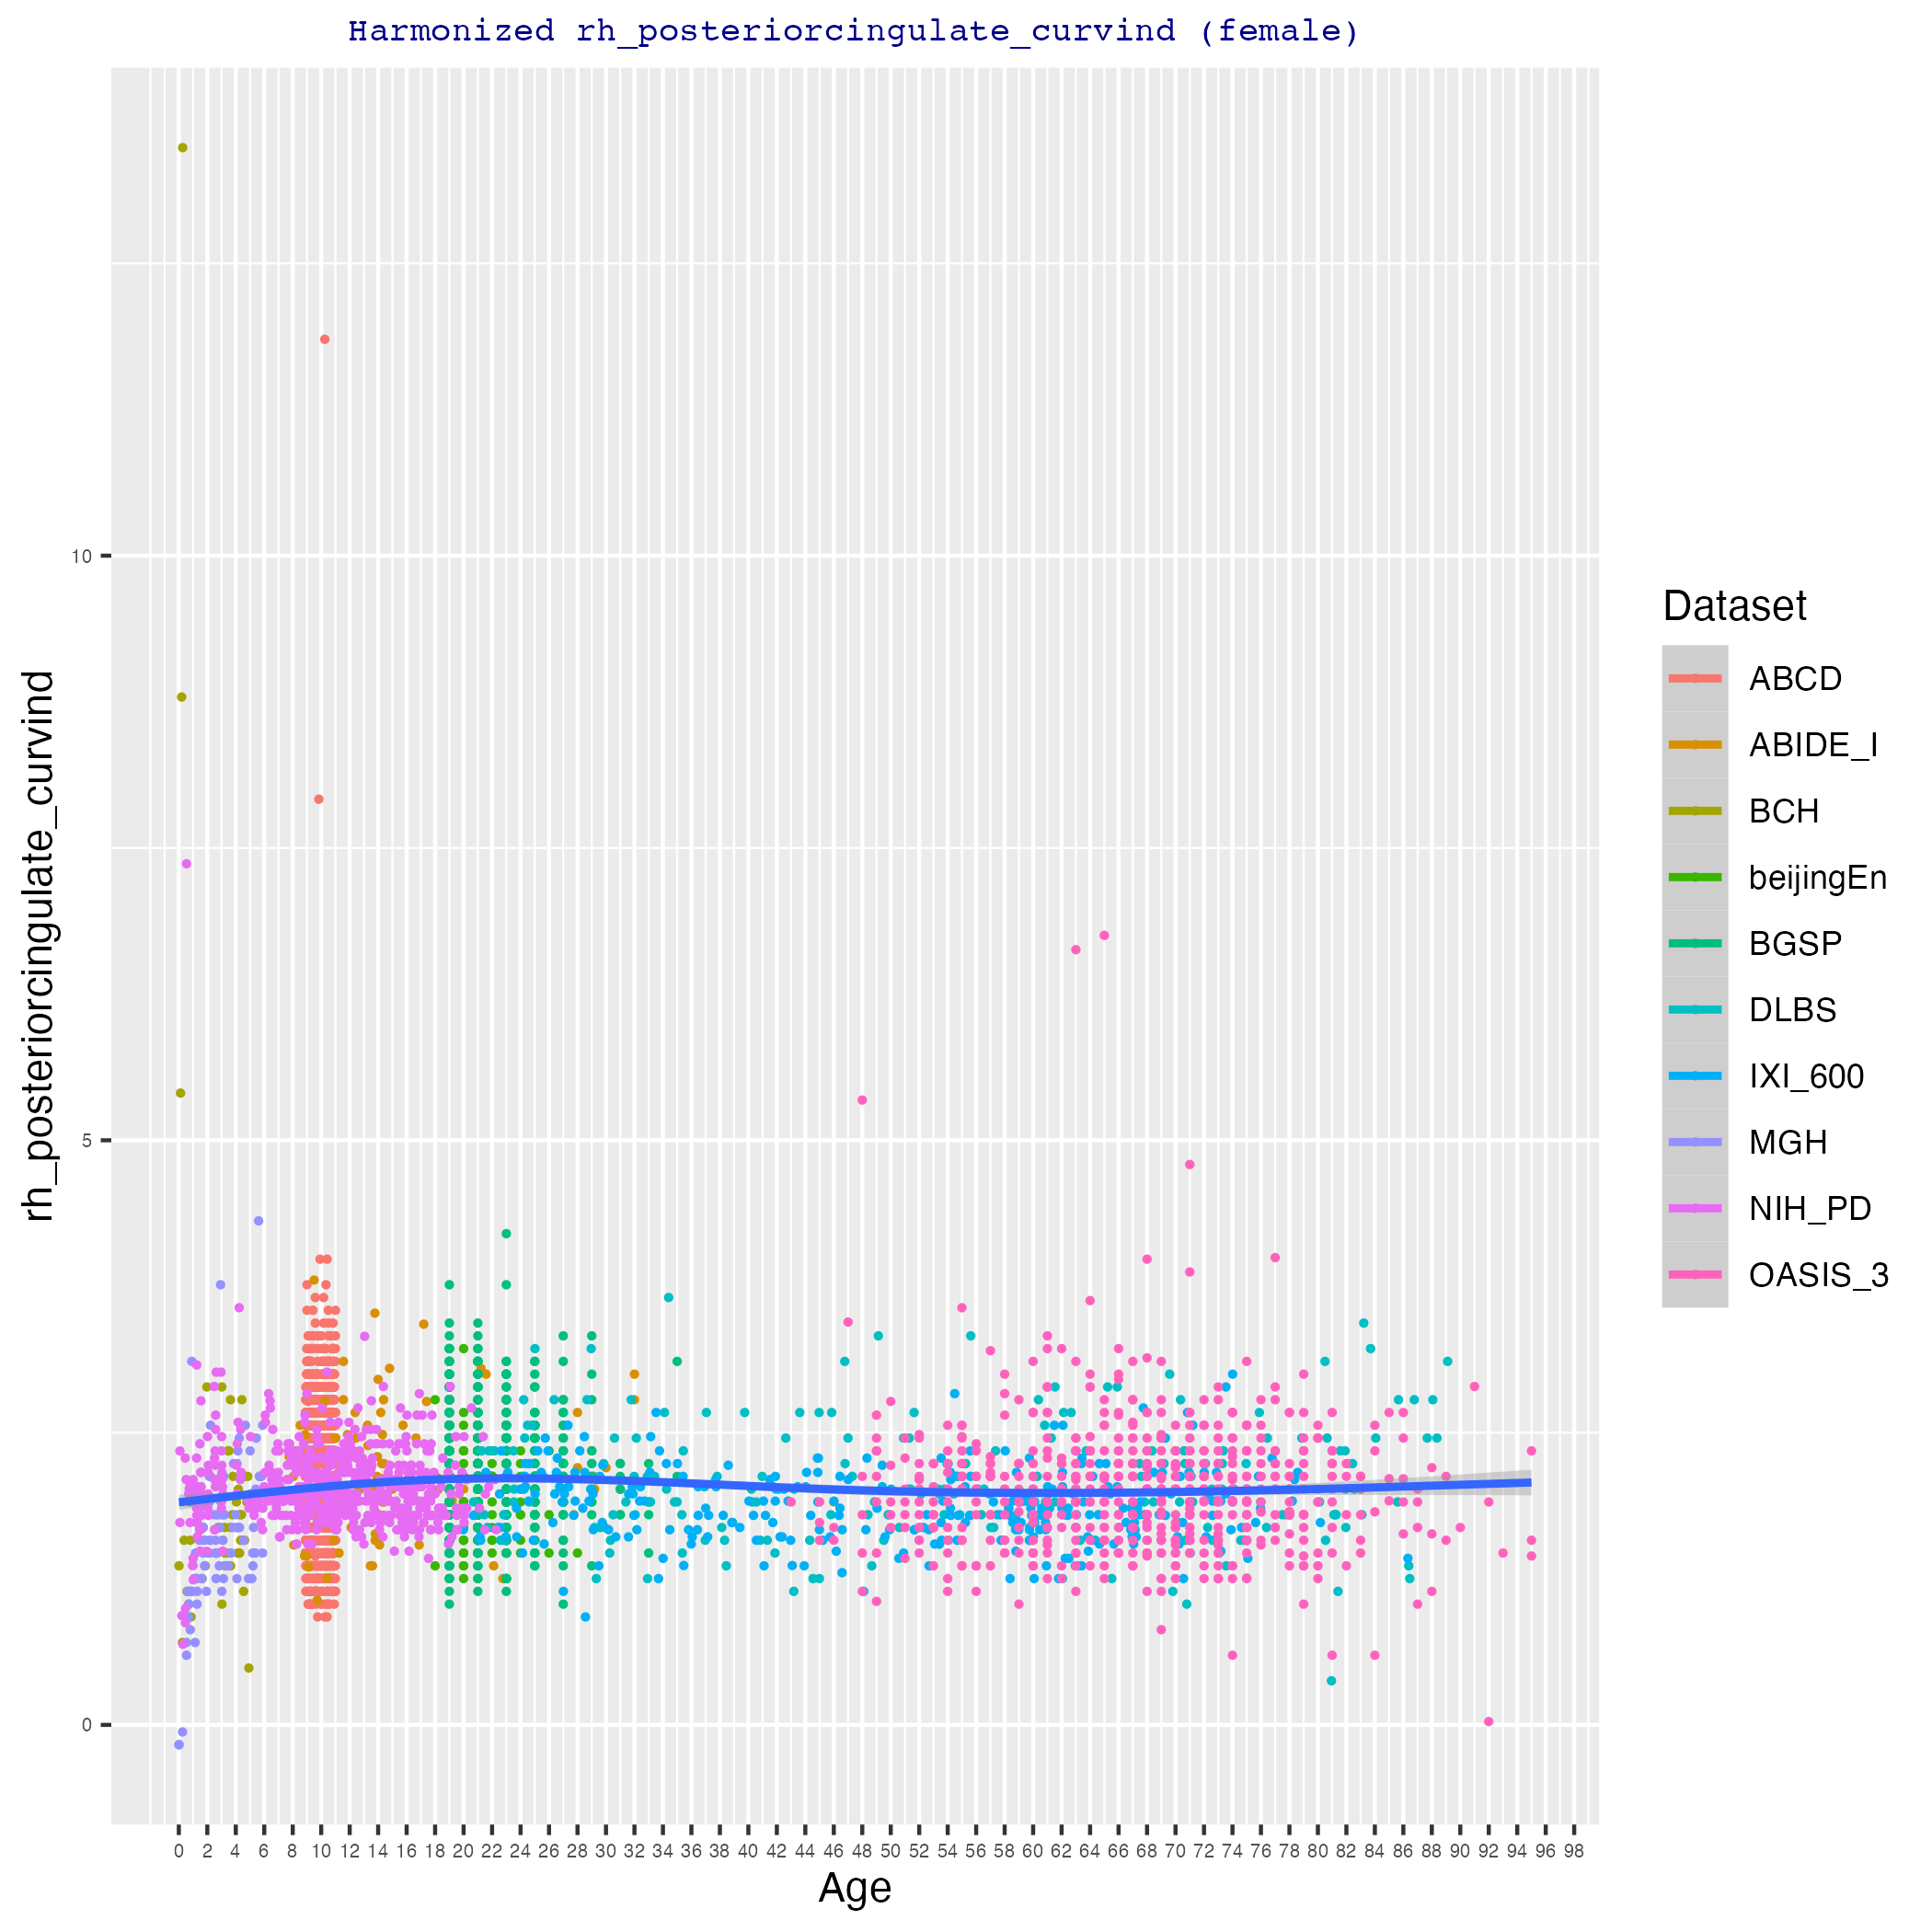 Harmonized rh_posteriorcingulate_curvind (female)
rh_posteriorcingulate_curvind
10
5
0
0 2 4 6 8 10 12 14 16 18 20 22 24 26 28 30 32 34 36 38 40 42 44 46 48 50 52 54 56 58 60 62 64 66 68 70 72 74 76 78 80 82 84 86 88 90 92 94 96 98
Age
Dataset
ABCD
ABIDE_I
BCH
beijingEn
BGSP
DLBS
IXI_600
MGH
NIH_PD
OASIS_3